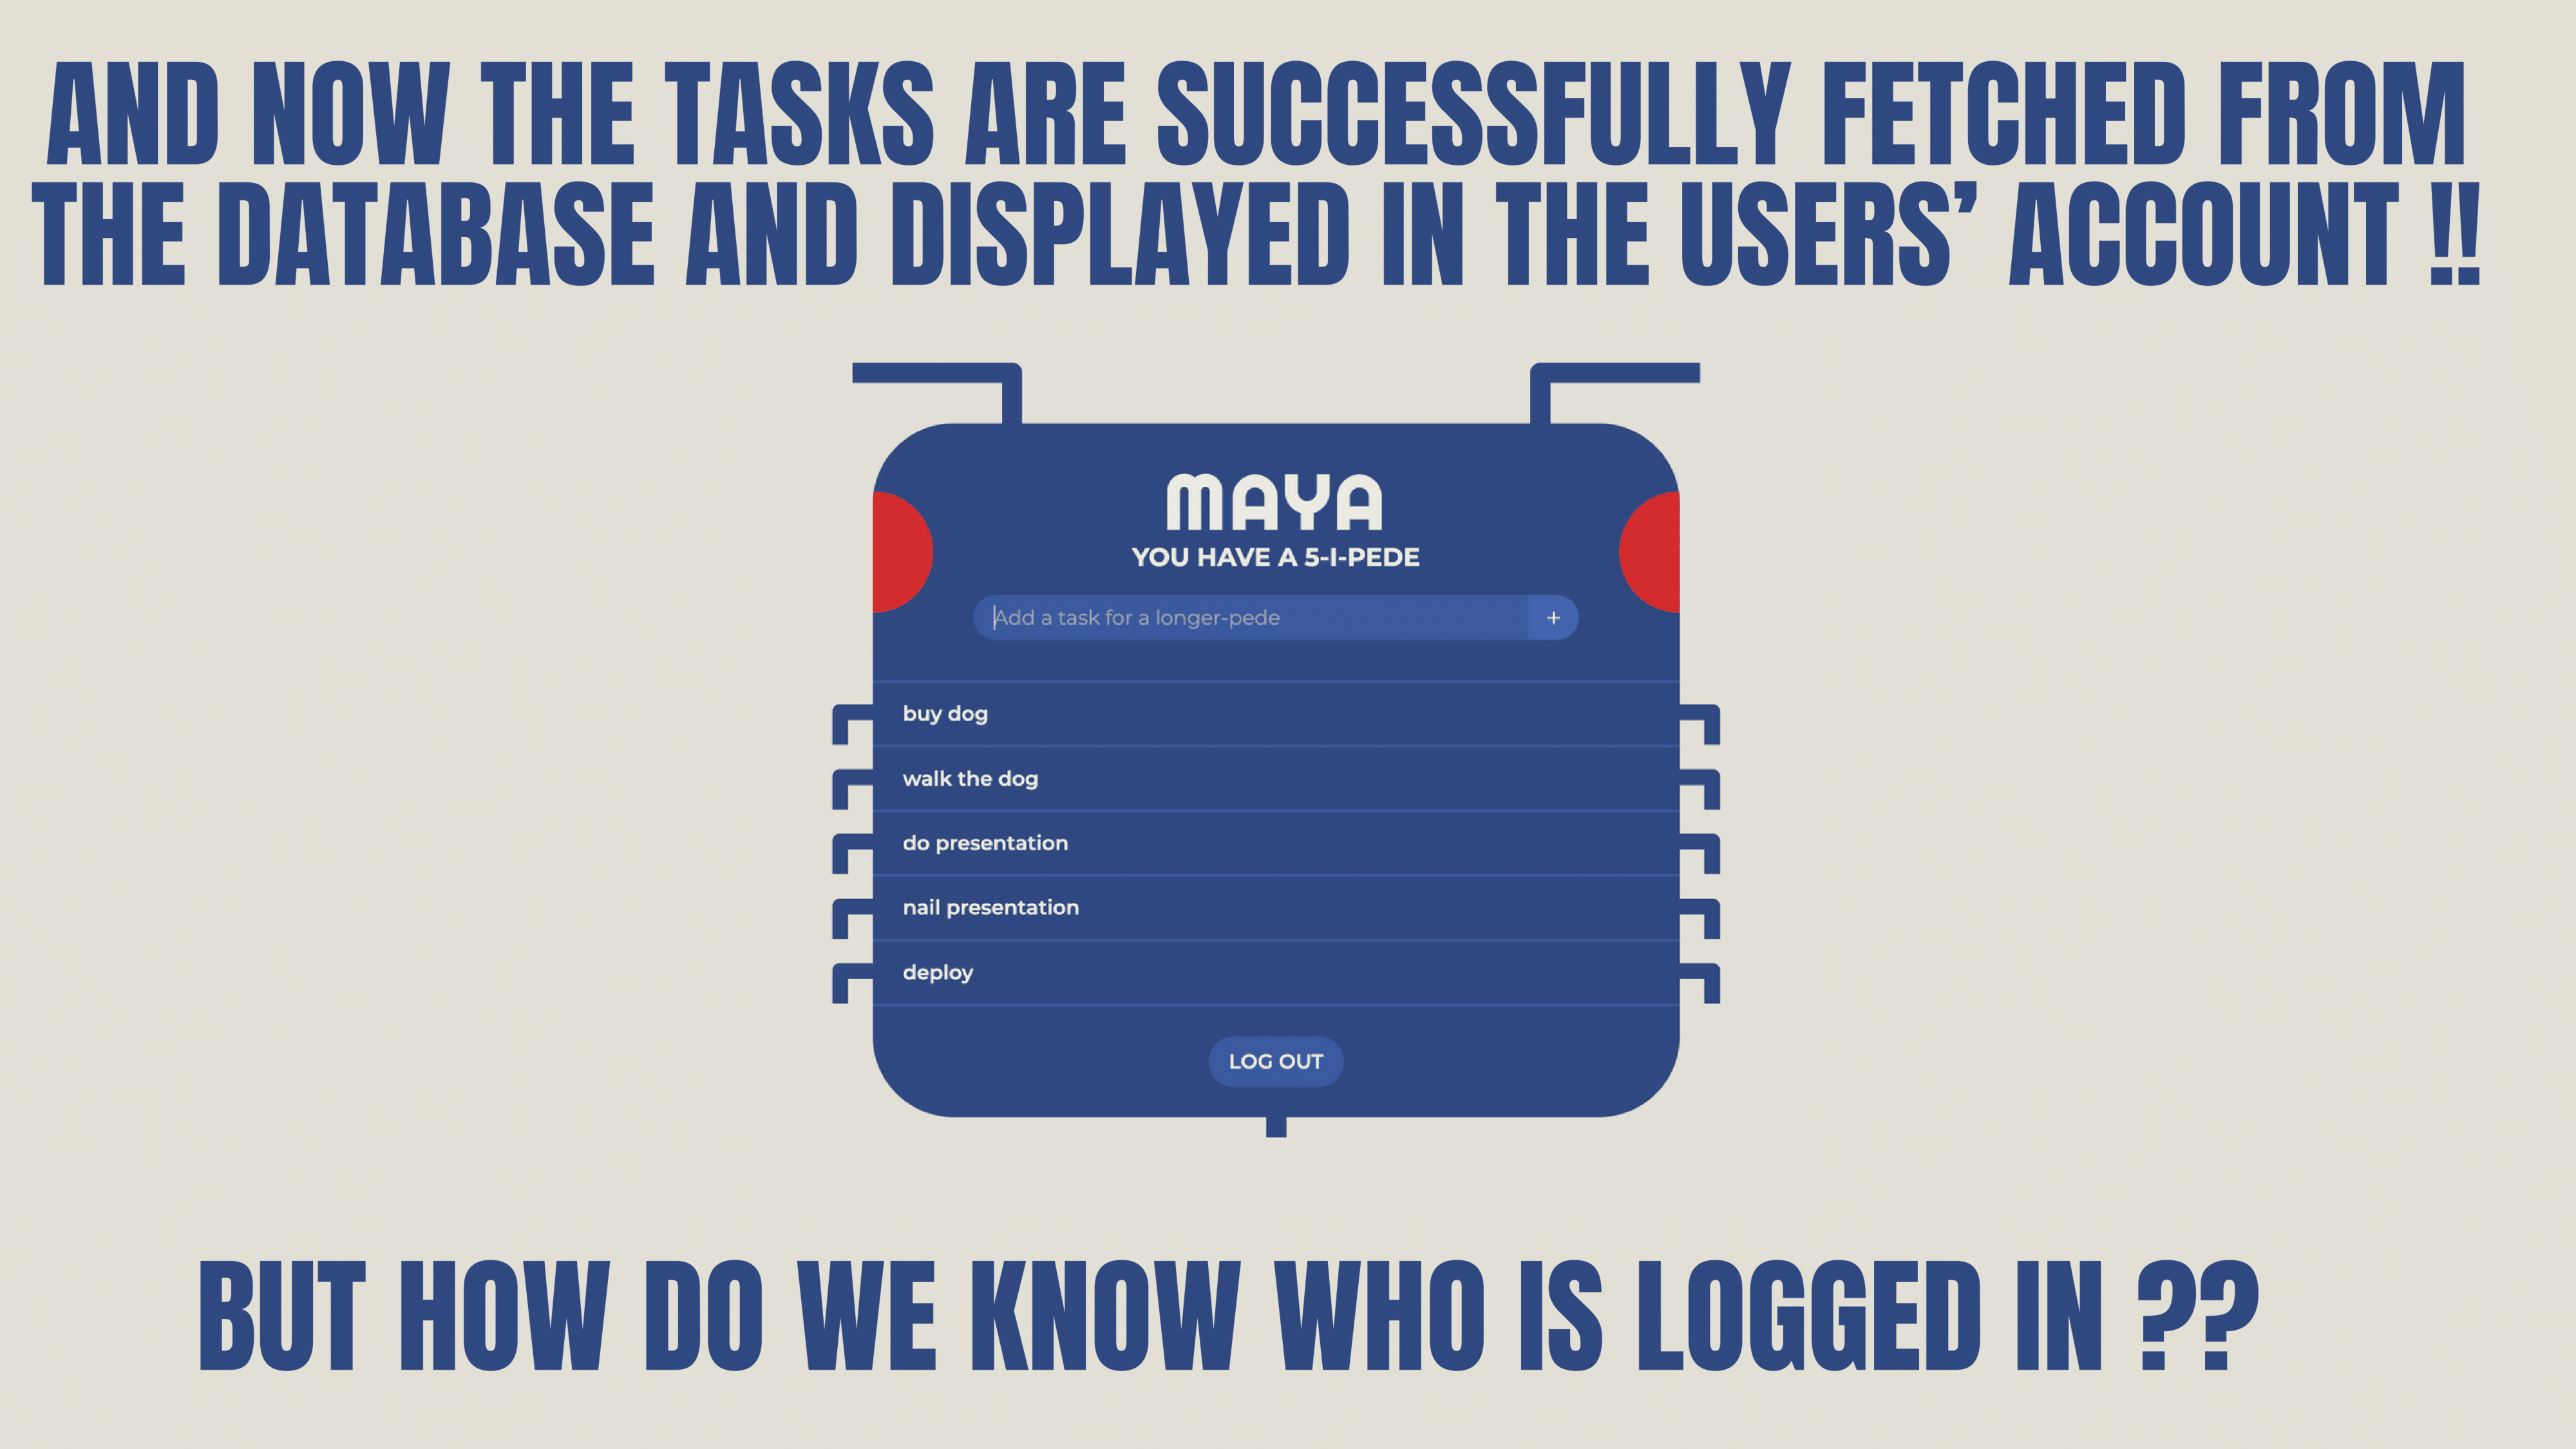 AND NOW THE TASKS ARE SUCCESSFULLY FETCHED FROM
THE DATABASE AND DISPLAYED IN THE USERS’ ACCOUNT !!
MAYA
YOU HAVE A 5-I-PEDE
Add a task for a longer-pede
+
buy dog
walk the dog
do presentation
nail presentation
deploy
LOG OUT
BUT HOW DO WE KNOW WHO IS LOGGED IN ??